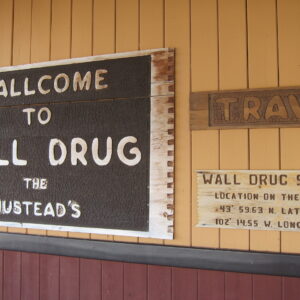 ALLCOME
TO
LL DRUG
THE
HUSTEAD'S
TRAV
WALL DRUG S
LOCATION ON THE
43° 59.63 N. LAT
102° 14.55 W. LONG